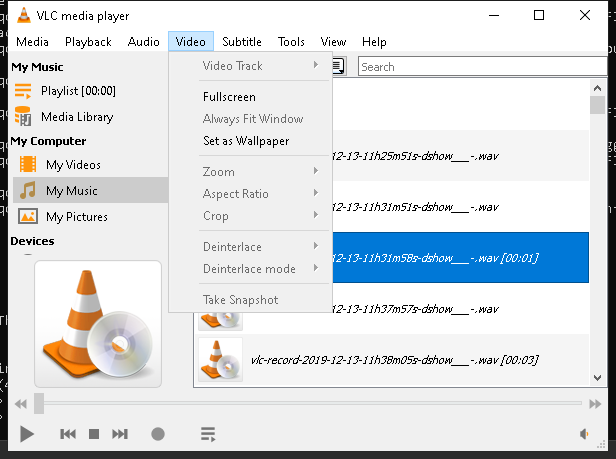 VLC media player
Media Playback Audio Video Subtitle Tools View Help
My Music
Playlist [00:00]
Media Library
My Computer
My Videos
My Music
My Pictures
Devices
Video Track
Fullscreen
Always Fit Window
Set as Wallpaper
Zoom
Aspect Ratio
Crop
Deinterlace
Deinterlace mode
Take Snapshot
Search
-12-13-11h25m51s-dshow___-,wav
-12-13-11h31m51s-dshow___-,wav
-12-13-11h31m58s-dshow___-,wav [00:01]
-12-13-11h37m57s-dshow___-,wav
vlc-record-2019-12-13-11h38m05s-dshow___-,wav [00:03]